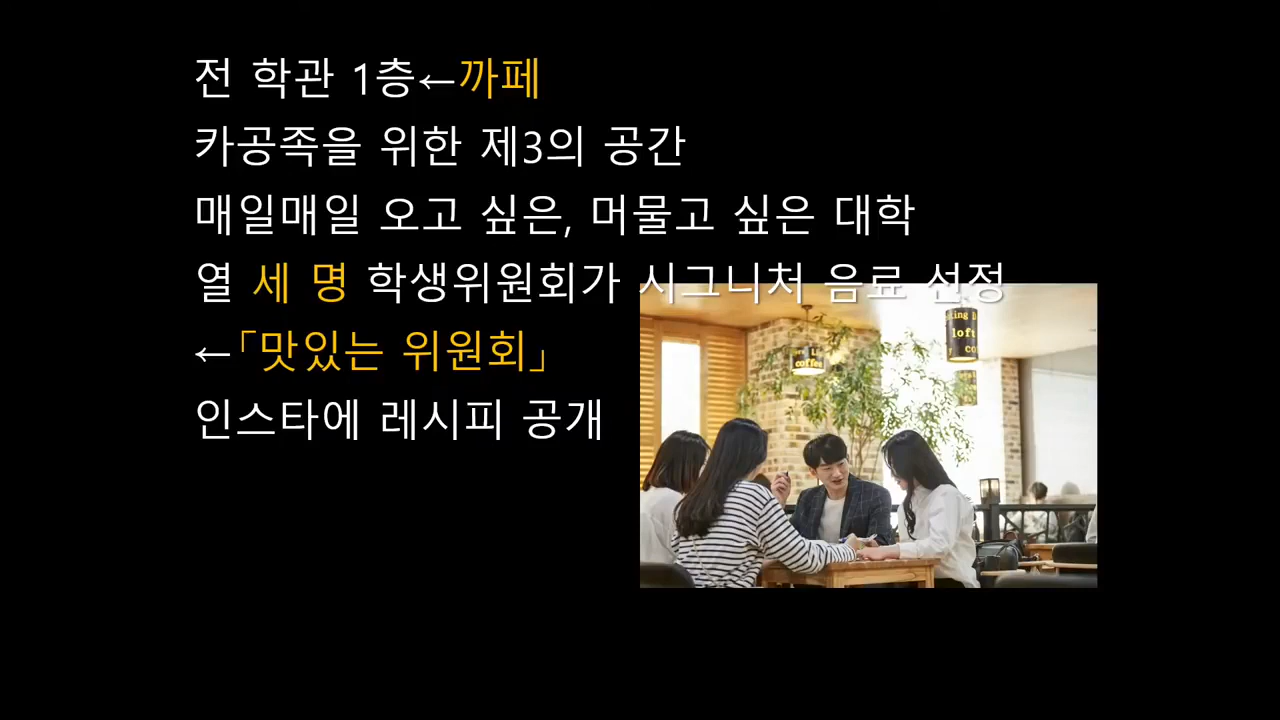 전 학관 1층←까페
카공족을 위한 제3의 공간
매일매일 오고 싶은, 머물고 싶은 대학
열 세 명 학생위원회가 시그니처 음료 선정
←「맛있는 위원회」
인스타에 레시피 공개
loft
coffee